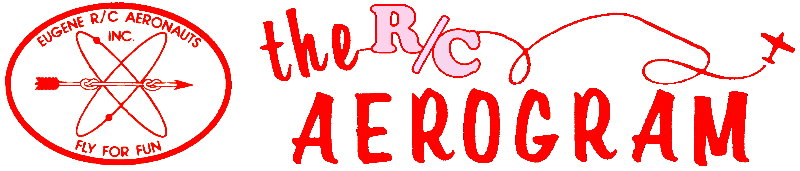 EUGENE R/C AERONAUTS
INC.
FLY FOR FUN
the R/C
AEROGRAM